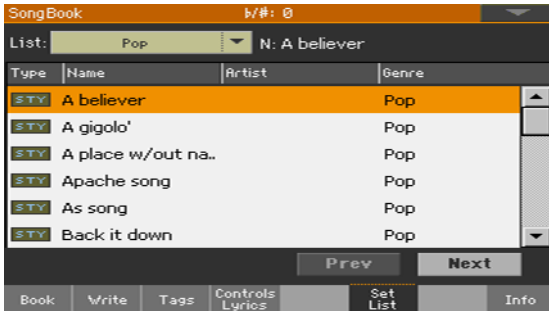 SongBook ♭/#: 0
List: Pop N: A believer
Type Name Artist Genre
STY A believer Pop
STY A gigolo' Pop
STY A place w/out na.. Pop
STY Apache song Pop
STY As song Pop
STY Back it down Pop
Prev Next
Book Write Tags Controls Lyrics Set List Info